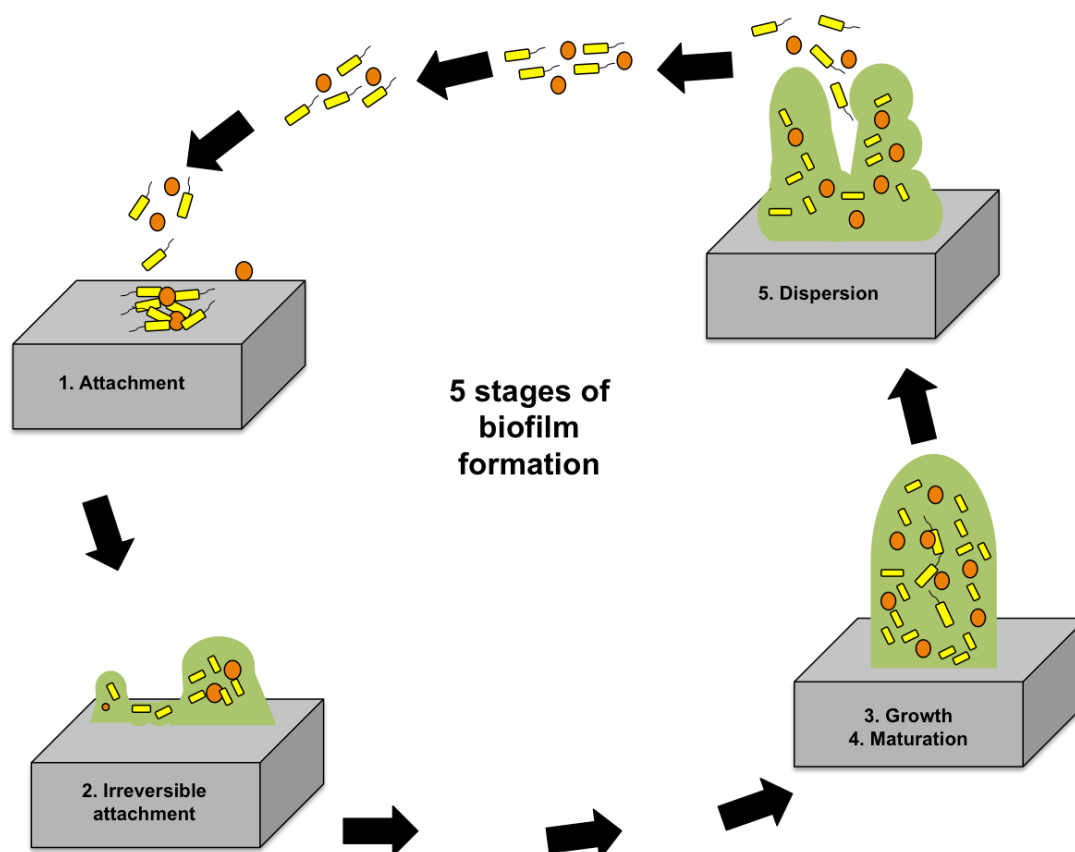 5. Dispersion
1. Attachment
5 stages of
biofilm
formation
3. Growth
4. Maturation
2. Irreversible
attachment